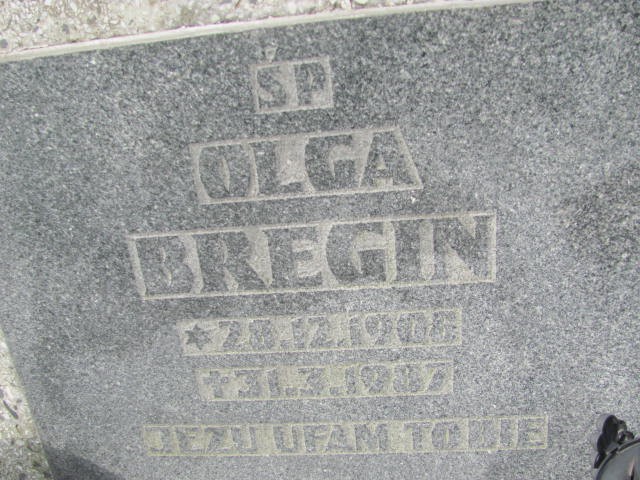 ŚP
OLGA
BREGIN
*28.12.1908
†31.3.1987
JEZU UFAM TOBIE